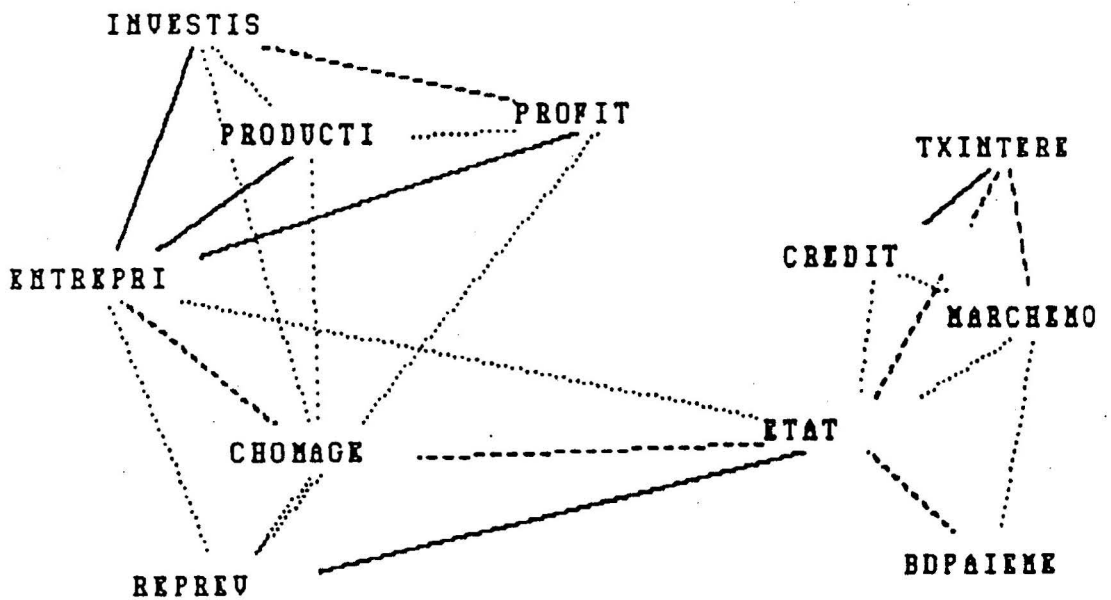 INVESTIS
PROFIT
PRODUCTI
TXINTERE
CREDIT
ENTREPRI
MARCHEMO
ETAT
CHOMAGE
BDPAIEME
REPREV